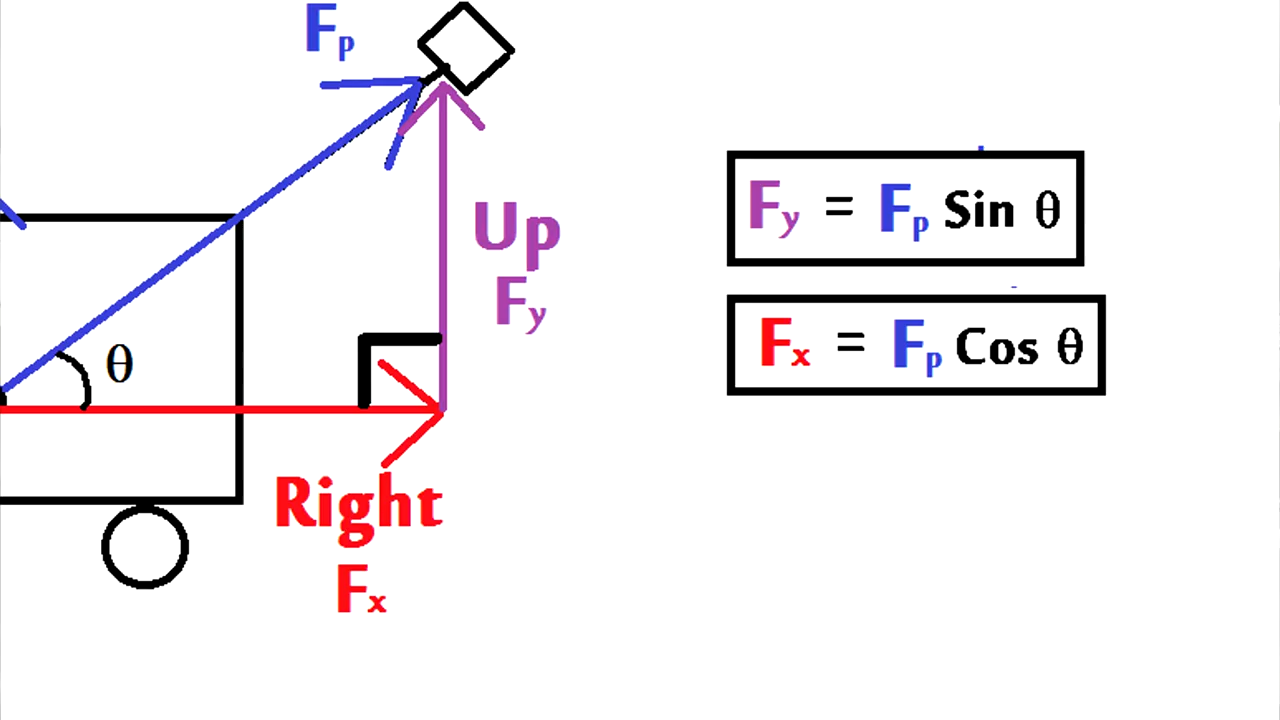 Fp
Up
Fy
θ
Right
Fx
Fy = Fp Sin θ
Fx = Fp Cos θ